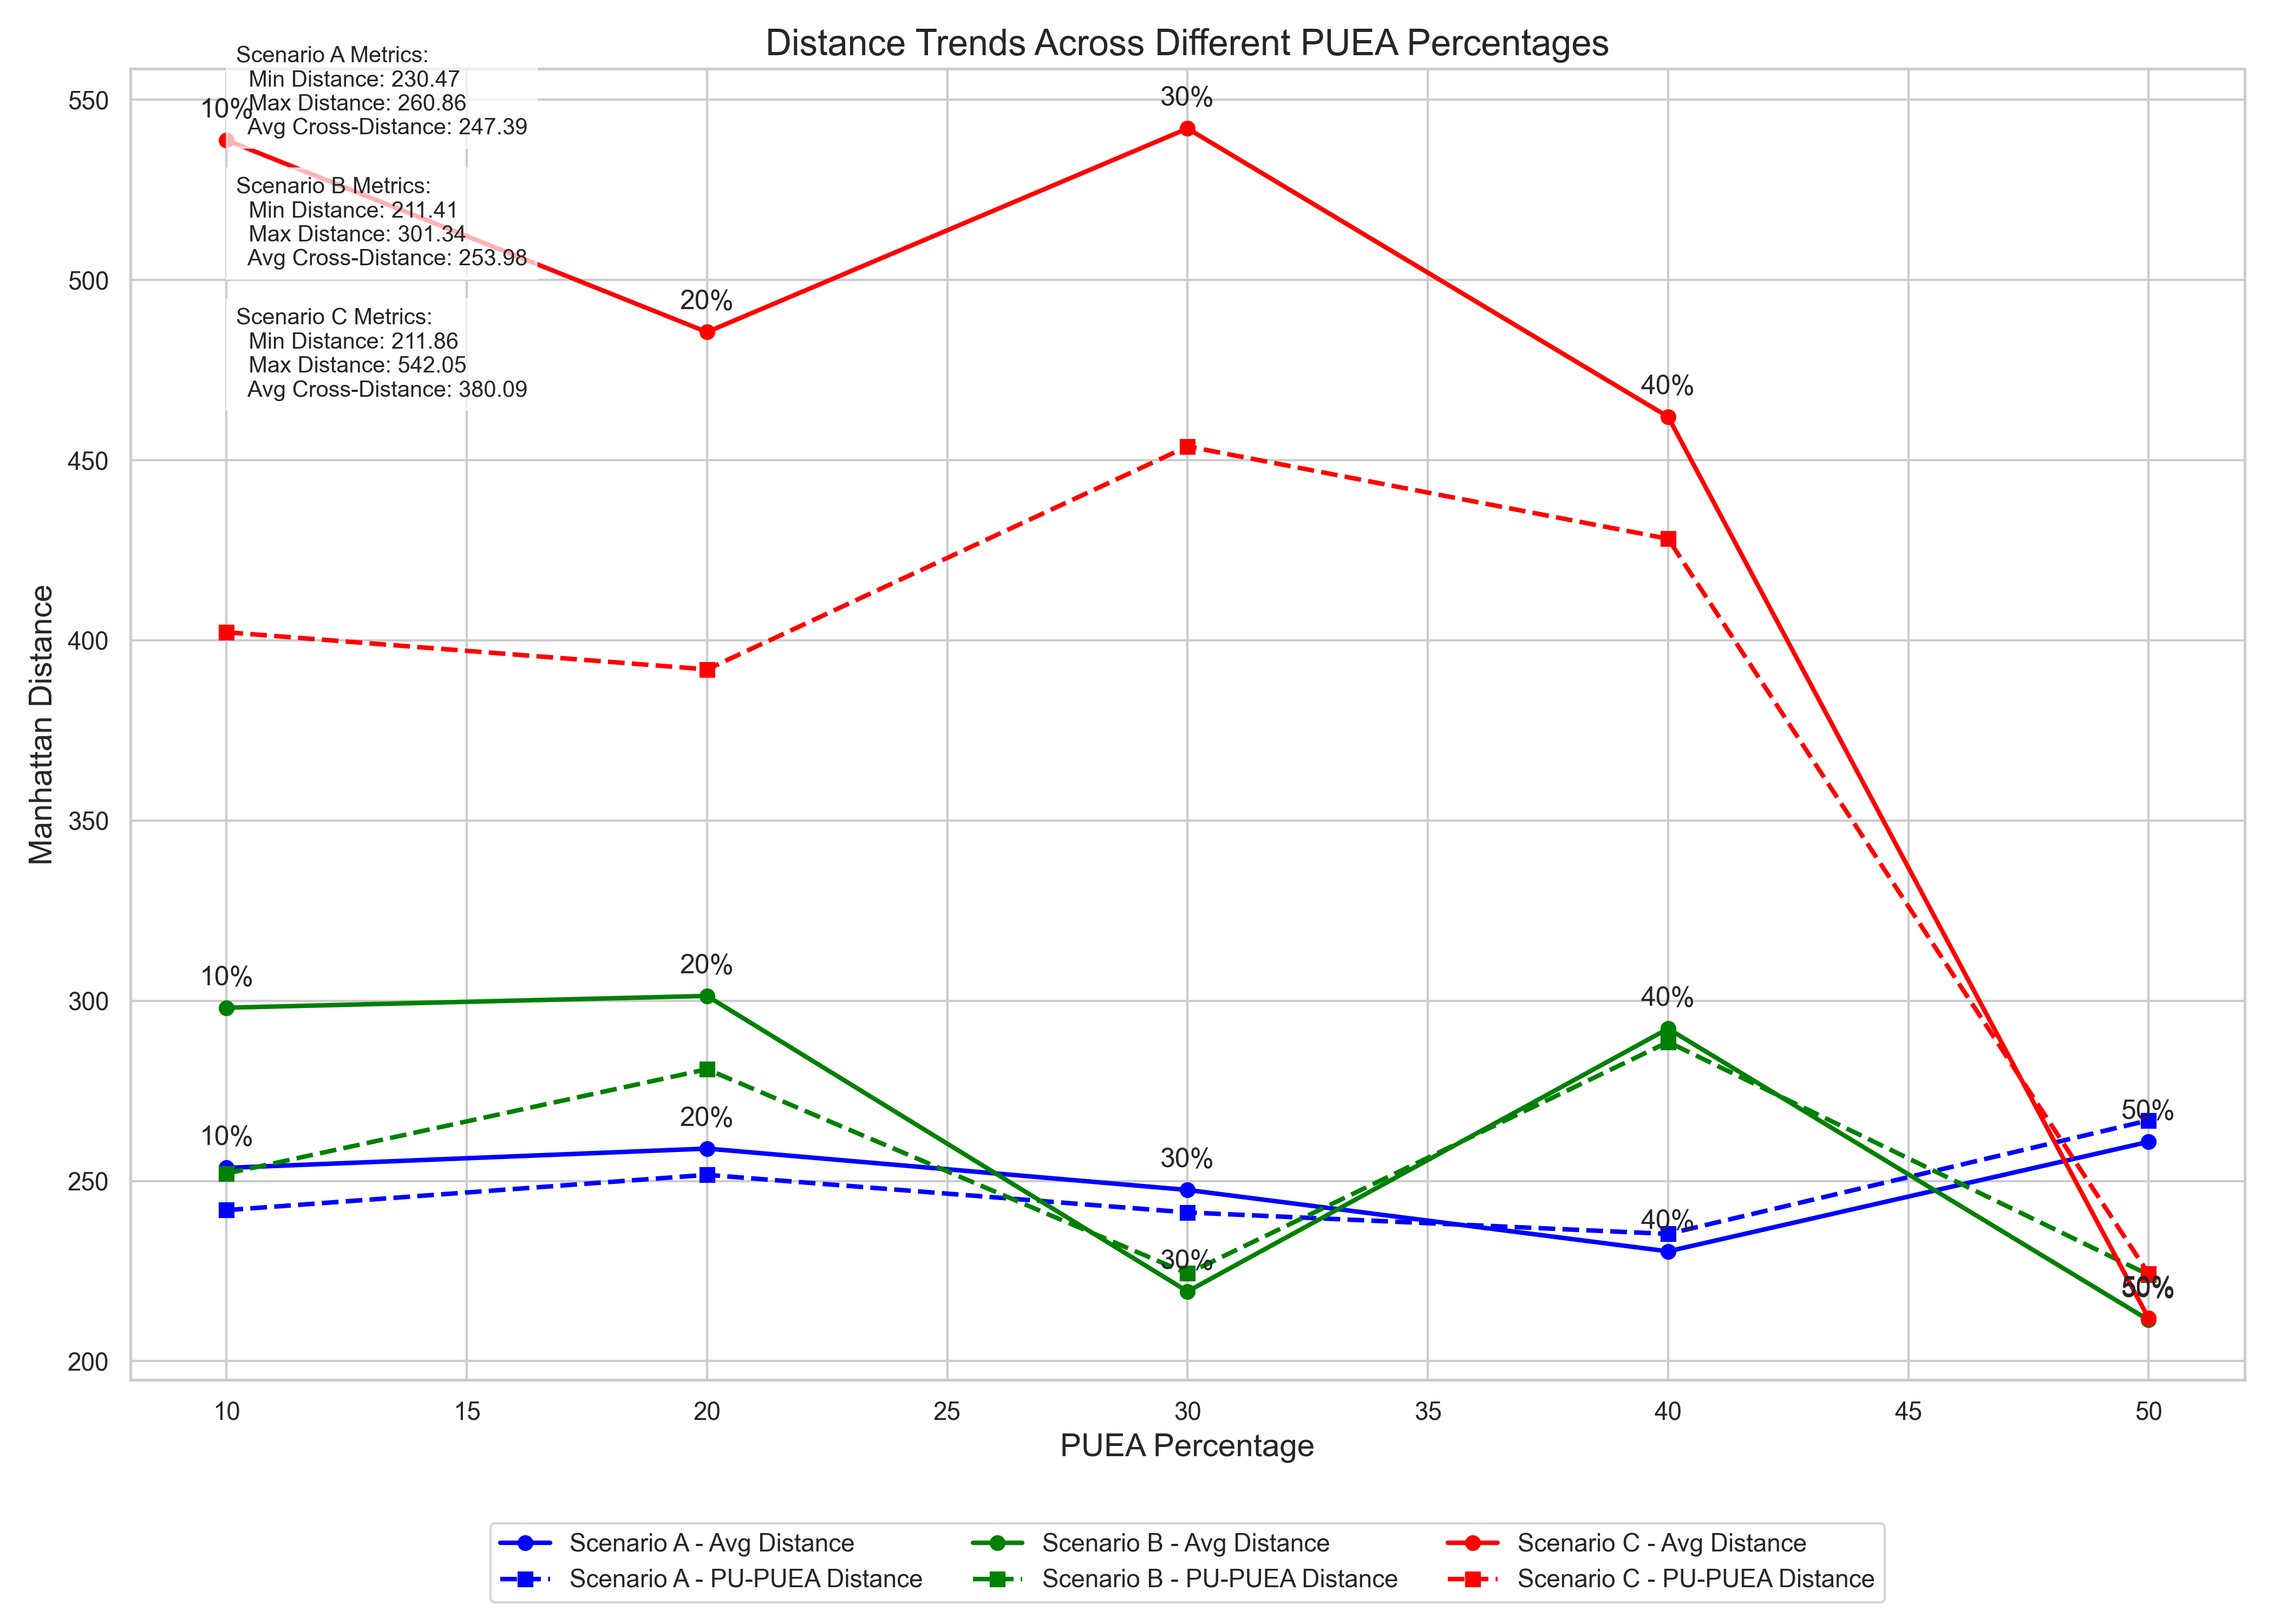 Distance Trends Across Different PUEA Percentages
Scenario A Metrics:
Min Distance: 230.47
Max Distance: 260.86
Avg Cross-Distance: 247.39
Scenario B Metrics:
Min Distance: 211.41
Max Distance: 301.34
Avg Cross-Distance: 253.98
Scenario C Metrics:
Min Distance: 211.86
Max Distance: 542.05
Avg Cross-Distance: 380.09
10%
20%
30%
40%
10%
20%
30%
40%
50%
10%
20%
30%
40%
50%
50%
Manhattan Distance
550
500
450
400
350
300
250
200
10 15 20 25 30 35 40 45 50
PUEA Percentage
Scenario A - Avg Distance
Scenario A - PU-PUEA Distance
Scenario B - Avg Distance
Scenario B - PU-PUEA Distance
Scenario C - Avg Distance
Scenario C - PU-PUEA Distance